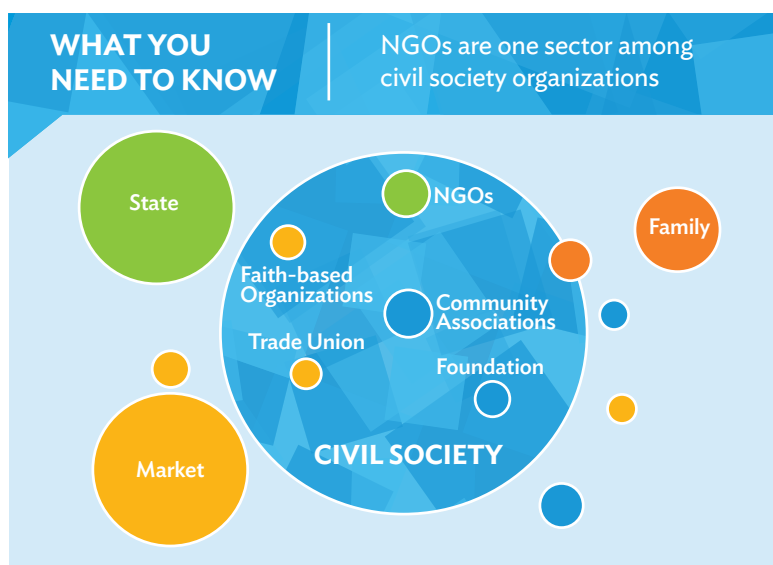 WHAT YOU
NEED TO KNOW
NGOs are one sector among
civil society organizations
State
NGOs
Family
Faith-based
Organizations
Community
Associations
Trade Union
Foundation
CIVIL SOCIETY
Market